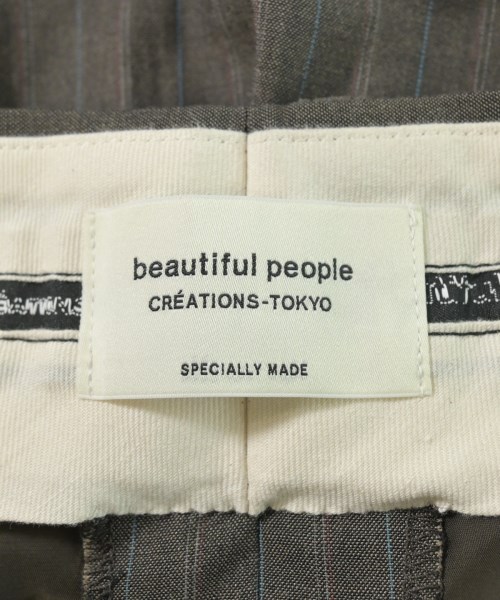 beautiful people
CRÉATIONS-TOKYO
SPECIALLY MADE